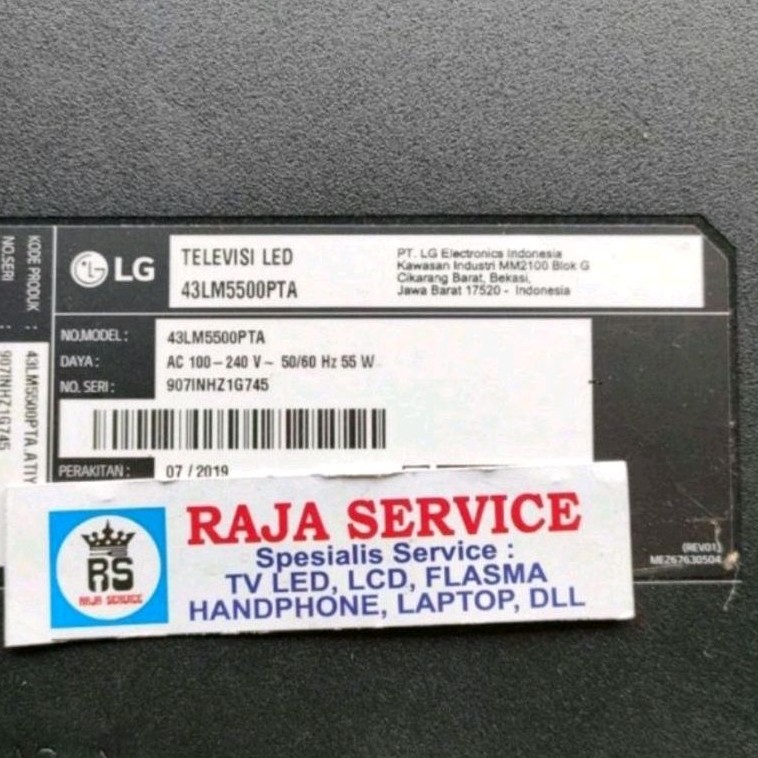 KODE PRODUK :
NO.SERI :
43LM5500PTA.ATIY
907INHZ1G745
LG
TELEVISI LED
43LM5500PTA
PT. LG Electronics Indonesia
Kawasan Industri MM2100 Blok G
Cikarang Barat, Bekasi,
Jawa Barat 17520 - Indonesia
NO.MODEL : 43LM5500PTA
DAYA : AC 100-240 V ~ 50/60 Hz 55 W
NO. SERI : 907INHZ1G745
PERAKITAN : 07 / 2019
(REV01)
MEZ67630504
RS
RAJA SERVICE
RAJA SERVICE
Spesialis Service :
TV LED, LCD, FLASMA
HANDPHONE, LAPTOP, DLL